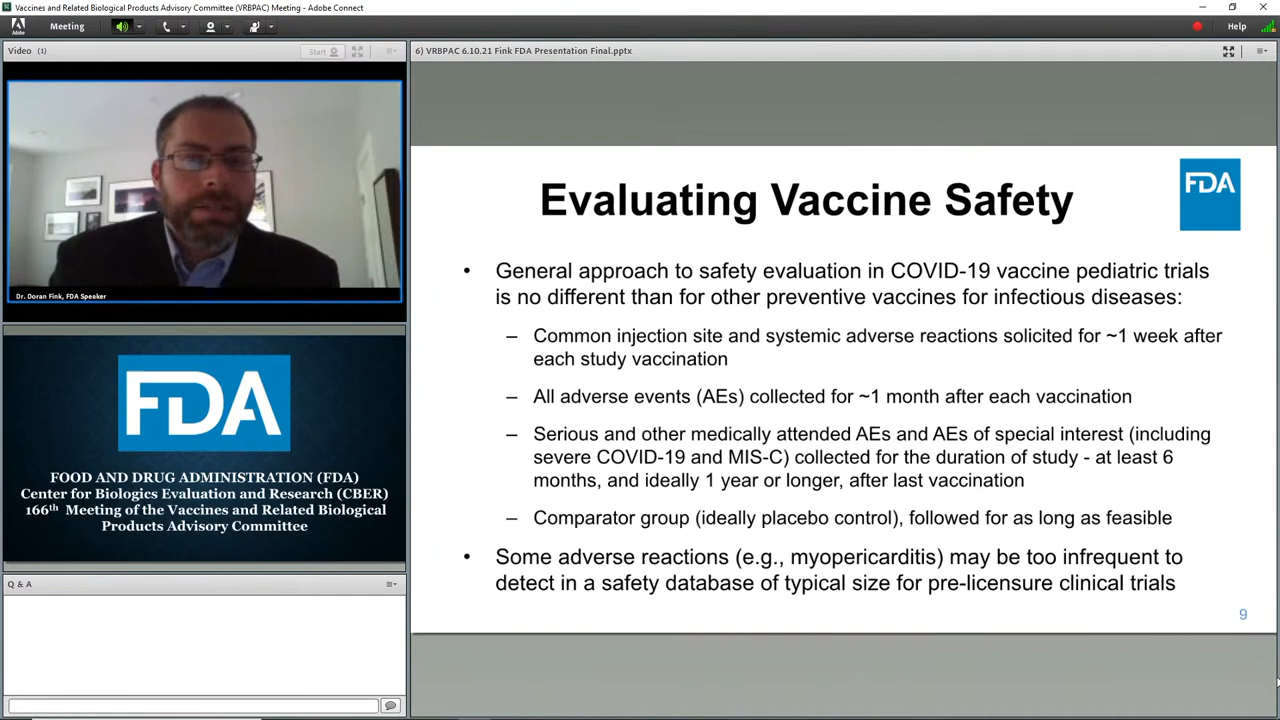 Vaccines and Related Biological Products Advisory Committee (VRBPAC) Meeting - Adobe Connect
Adobe
Meeting
Help
Video (1)
Start
Dr. Doran Fink, FDA Speaker
FDA
FOOD AND DRUG ADMINISTRATION (FDA)
Center for Biologics Evaluation and Research (CBER)
166th Meeting of the Vaccines and Related Biological
Products Advisory Committee
Q & A
6) VRBPAC 6.10.21 Fink FDA Presentation Final.pptx
Evaluating Vaccine Safety
FDA
• General approach to safety evaluation in COVID-19 vaccine pediatric trials
is no different than for other preventive vaccines for infectious diseases:
– Common injection site and systemic adverse reactions solicited for ~1 week after
each study vaccination
– All adverse events (AEs) collected for ~1 month after each vaccination
– Serious and other medically attended AEs and AEs of special interest (including
severe COVID-19 and MIS-C) collected for the duration of study - at least 6
months, and ideally 1 year or longer, after last vaccination
– Comparator group (ideally placebo control), followed for as long as feasible
• Some adverse reactions (e.g., myopericarditis) may be too infrequent to
detect in a safety database of typical size for pre-licensure clinical trials
9